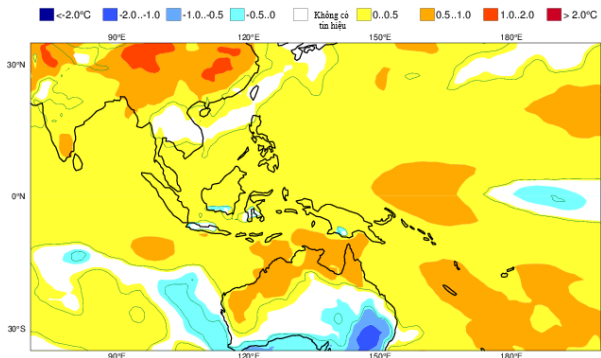 <-2.0°C -2.0..-1.0 -1.0..-0.5 -0.5..0 Không có 0..0.5 0.5..1.0 1.0..2.0 > 2.0°C
tín hiệu
90°E 120°E 150°E 180°E
30°N
0°N
30°S
90°E 120°E 150°E 180°E